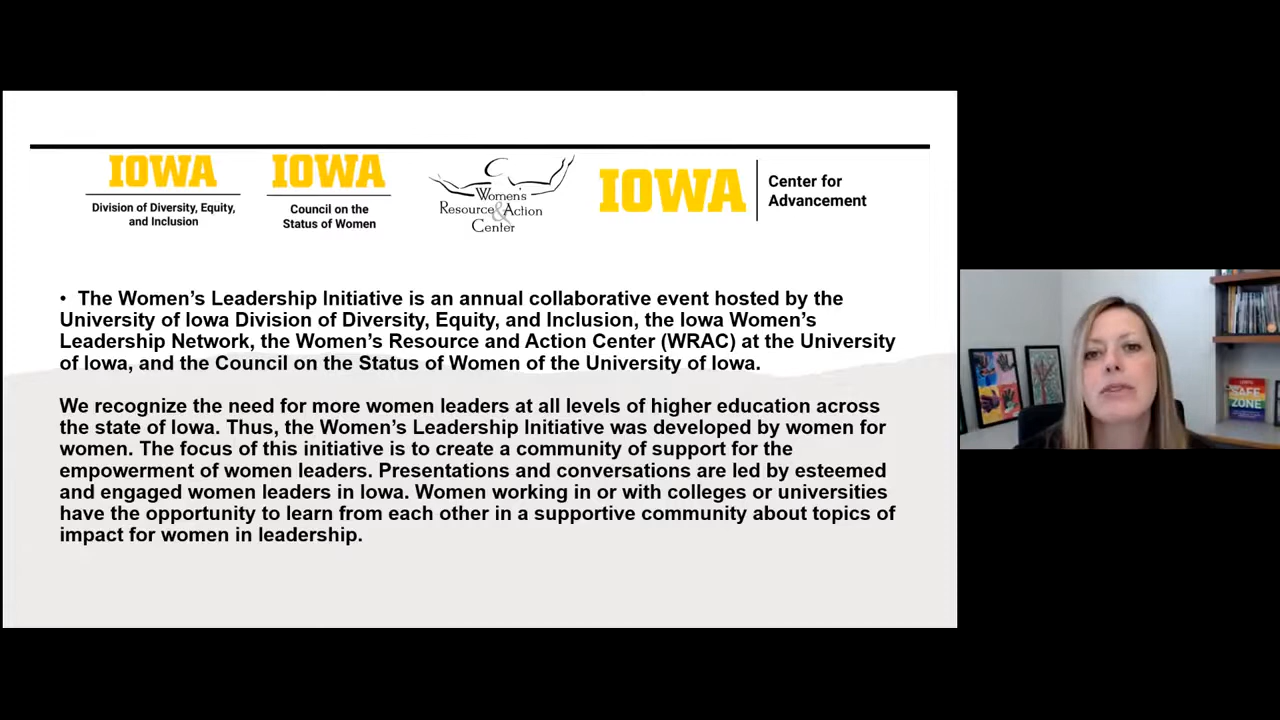 IOWA
Division of Diversity, Equity,
and Inclusion
IOWA
Council on the
Status of Women
Women's
Resource & Action
Center
IOWA
Center for
Advancement
• The Women’s Leadership Initiative is an annual collaborative event hosted by the
University of Iowa Division of Diversity, Equity, and Inclusion, the Iowa Women’s
Leadership Network, the Women’s Resource and Action Center (WRAC) at the University
of Iowa, and the Council on the Status of Women of the University of Iowa.
We recognize the need for more women leaders at all levels of higher education across
the state of Iowa. Thus, the Women’s Leadership Initiative was developed by women for
women. The focus of this initiative is to create a community of support for the
empowerment of women leaders. Presentations and conversations are led by esteemed
and engaged women leaders in Iowa. Women working in or with colleges or universities
have the opportunity to learn from each other in a supportive community about topics of
impact for women in leadership.
SAFE
ZONE